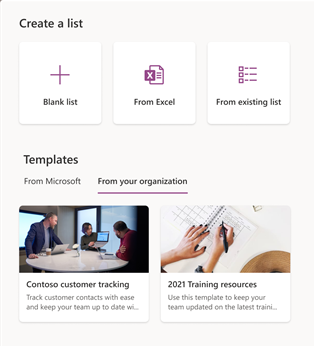 Create a list
Blank list
From Excel
From existing list
Templates
From Microsoft
From your organization
Contoso customer tracking
Track customer contacts with ease
and keep your team up to date wi...
2021 Training resources
Use this template to keep your
team updated on the latest traini...